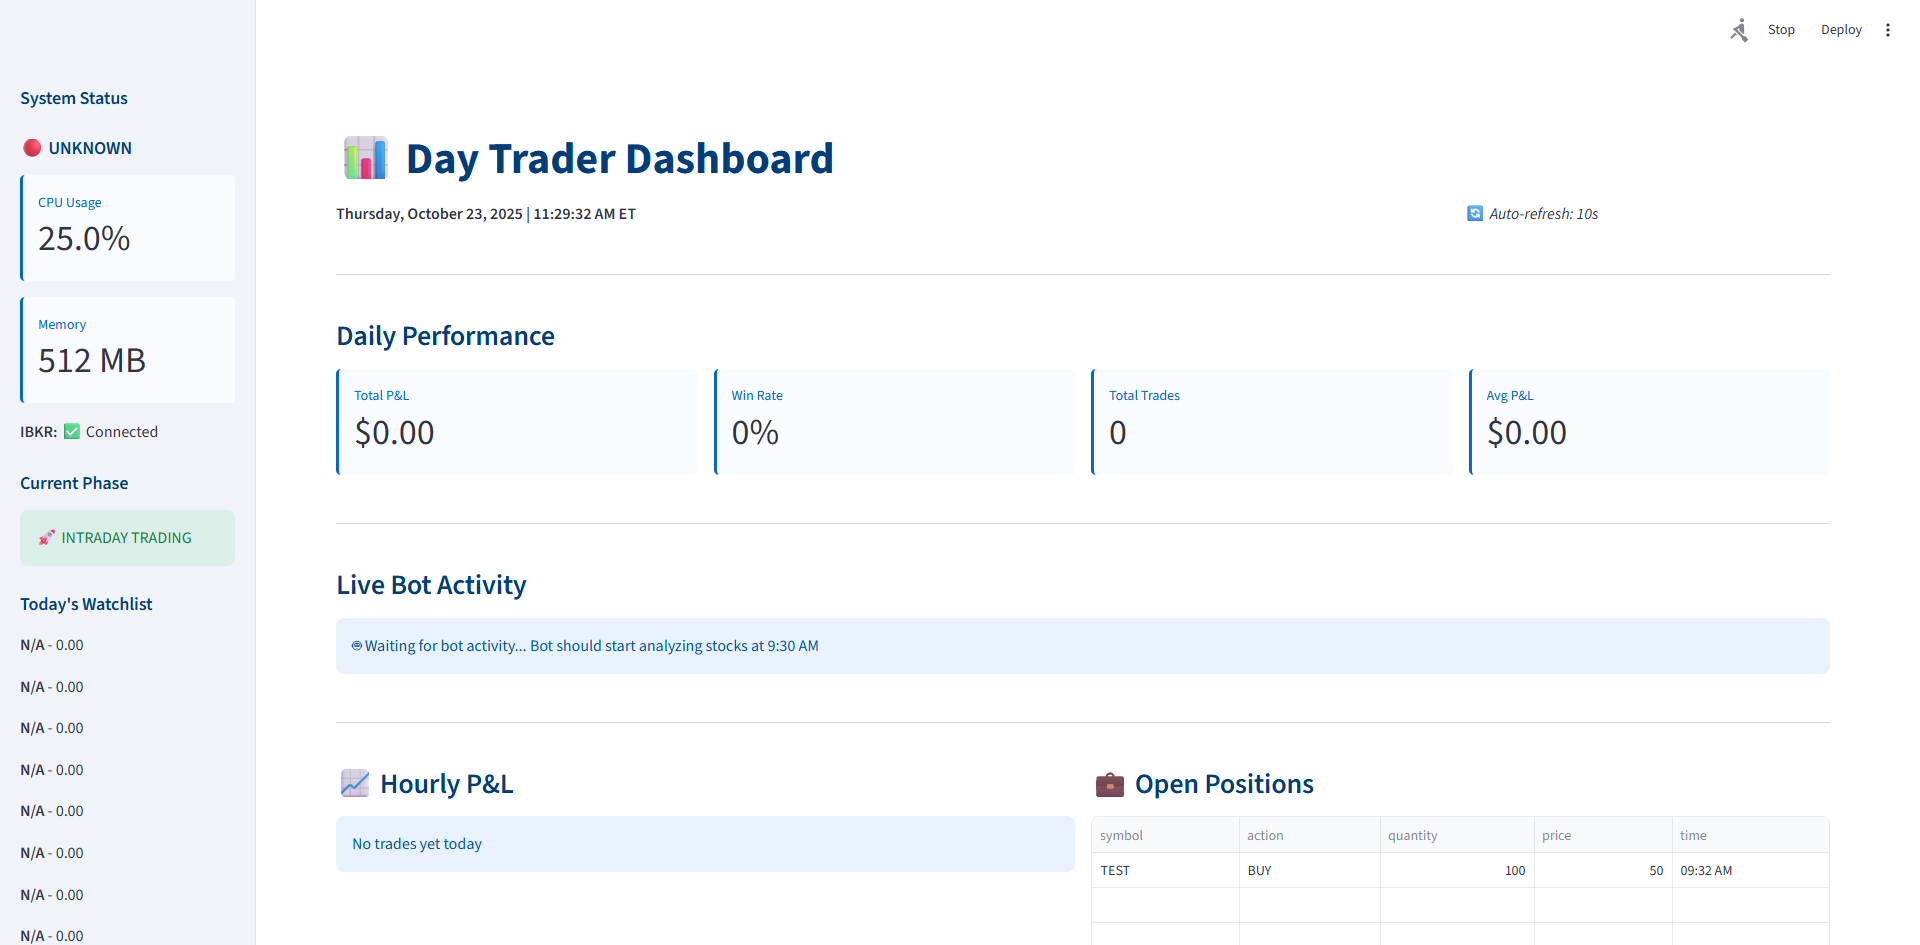 Stop
Deploy
System Status
UNKNOWN
CPU Usage
25.0%
Memory
512 MB
IBKR: ✅ Connected
Current Phase
🚀 INTRADAY TRADING
Today's Watchlist
N/A - 0.00
N/A - 0.00
N/A - 0.00
N/A - 0.00
N/A - 0.00
N/A - 0.00
N/A - 0.00
N/A - 0.00
Day Trader Dashboard
Thursday, October 23, 2025 | 11:29:32 AM ET
Auto-refresh: 10s
Daily Performance
Total P&L
$0.00
Win Rate
0%
Total Trades
0
Avg P&L
$0.00
Live Bot Activity
Waiting for bot activity... Bot should start analyzing stocks at 9:30 AM
Hourly P&L
No trades yet today
Open Positions
symbol action quantity price time
TEST BUY 100 50 09:32 AM